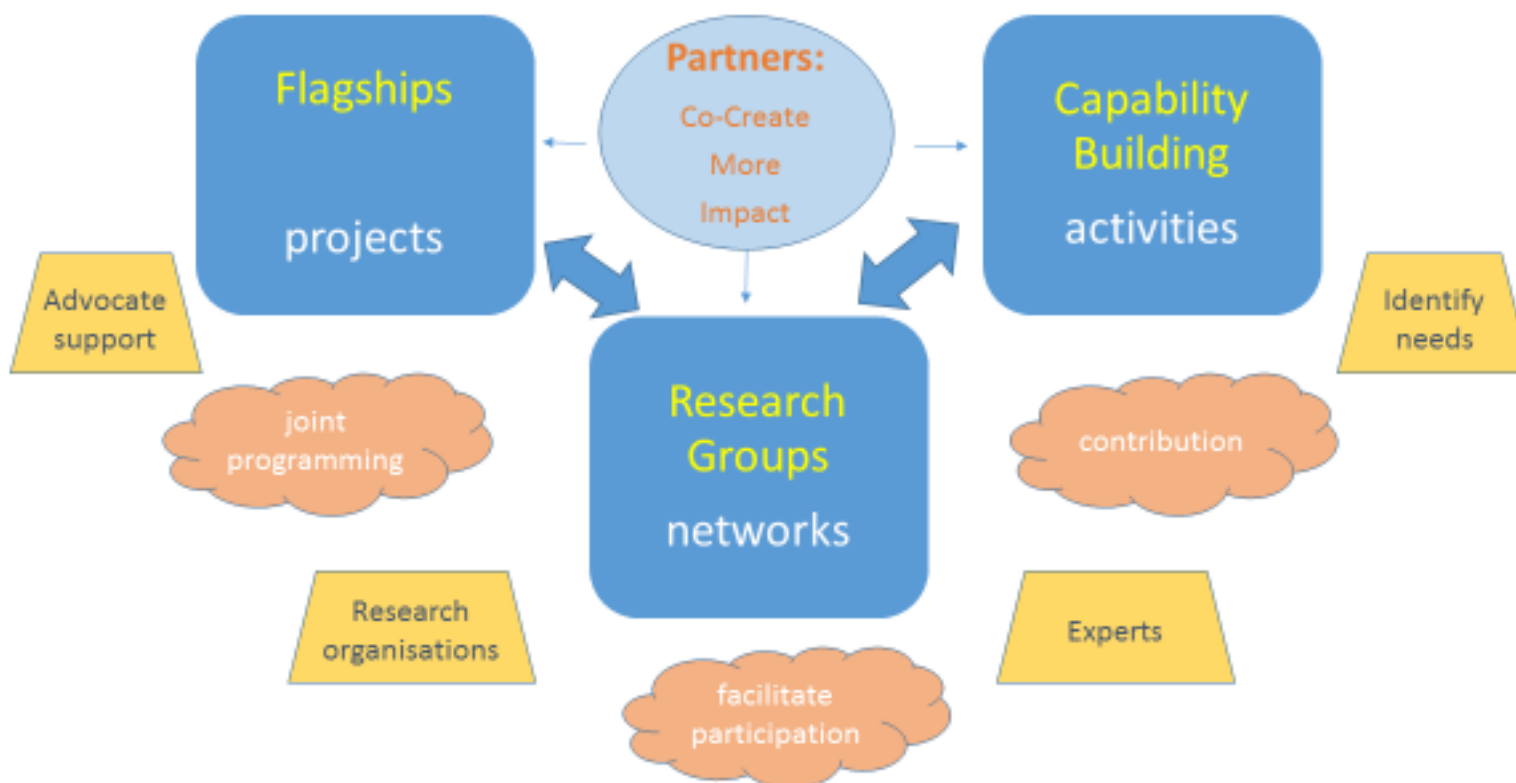 Flagships
projects
Partners:
Co-Create
More
Impact
Capability
Building
activities
Advocate
support
Identify
needs
joint
programming
Research
Groups
networks
contribution
Research
organisations
Experts
facilitate
participation